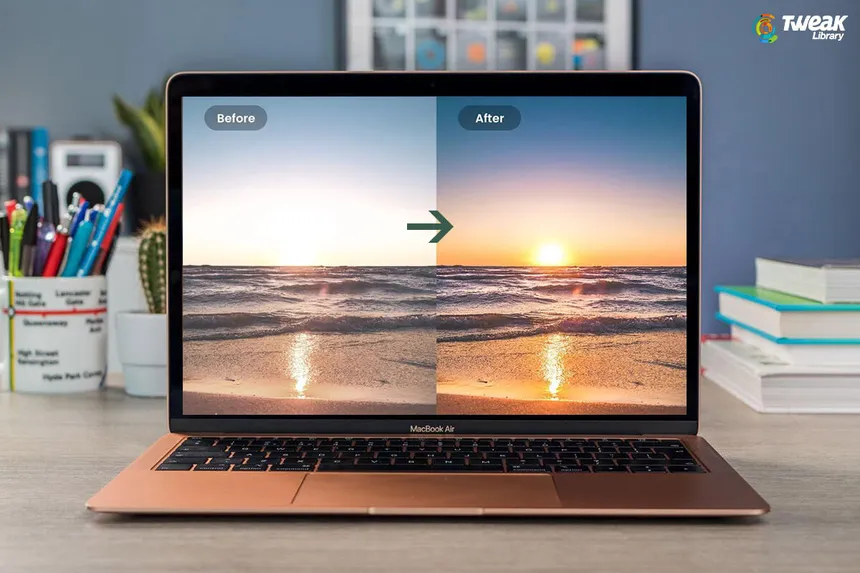 TWEAK
Library
Before
After
Notting
Hill Gate
Lancaster
Gate
Queensway
High Street
Kensington
Hyde Park Corner
MacBook Air